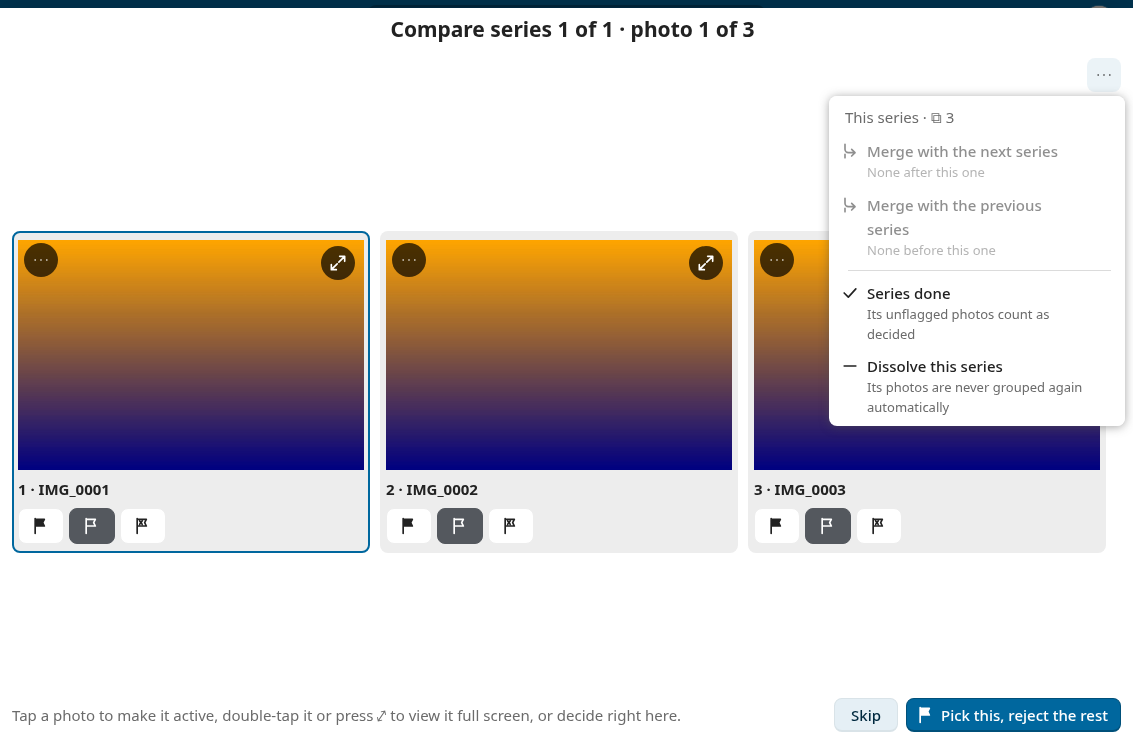 Compare series 1 of 1 · photo 1 of 3
···
This series · ⧉ 3
Merge with the next series
None after this one
Merge with the previous
series
None before this one
Series done
Its unflagged photos count as
decided
Dissolve this series
Its photos are never grouped again
automatically
1 · IMG_0001
2 · IMG_0002
3 · IMG_0003
Tap a photo to make it active, double-tap it or press ⤢ to view it full screen, or decide right here.
Skip
Pick this, reject the rest